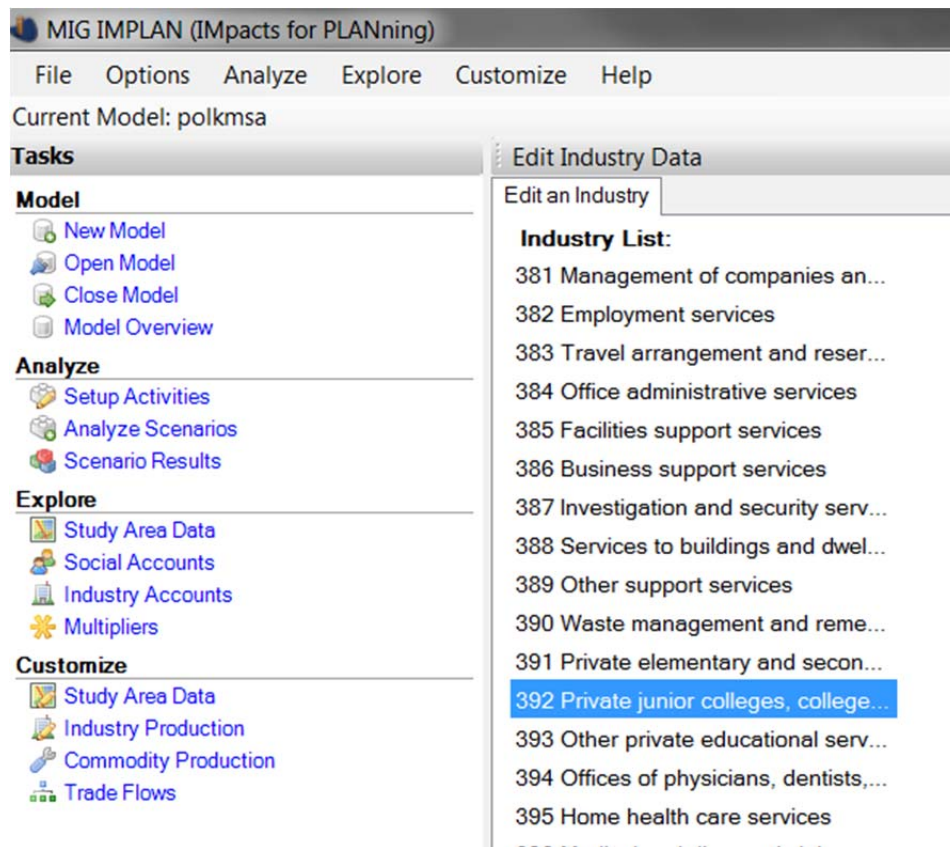 MIG IMPLAN (IMpacts for PLANning)
File Options Analyze Explore Customize Help
Current Model: polkmsa
Tasks
Model
New Model
Open Model
Close Model
Model Overview
Analyze
Setup Activities
Analyze Scenarios
Scenario Results
Explore
Study Area Data
Social Accounts
Industry Accounts
Multipliers
Customize
Study Area Data
Industry Production
Commodity Production
Trade Flows
Edit Industry Data
Edit an Industry
Industry List:
381 Management of companies an...
382 Employment services
383 Travel arrangement and reser...
384 Office administrative services
385 Facilities support services
386 Business support services
387 Investigation and security serv...
388 Services to buildings and dwel...
389 Other support services
390 Waste management and reme...
391 Private elementary and secon...
392 Private junior colleges, college...
393 Other private educational serv...
394 Offices of physicians, dentists,...
395 Home health care services